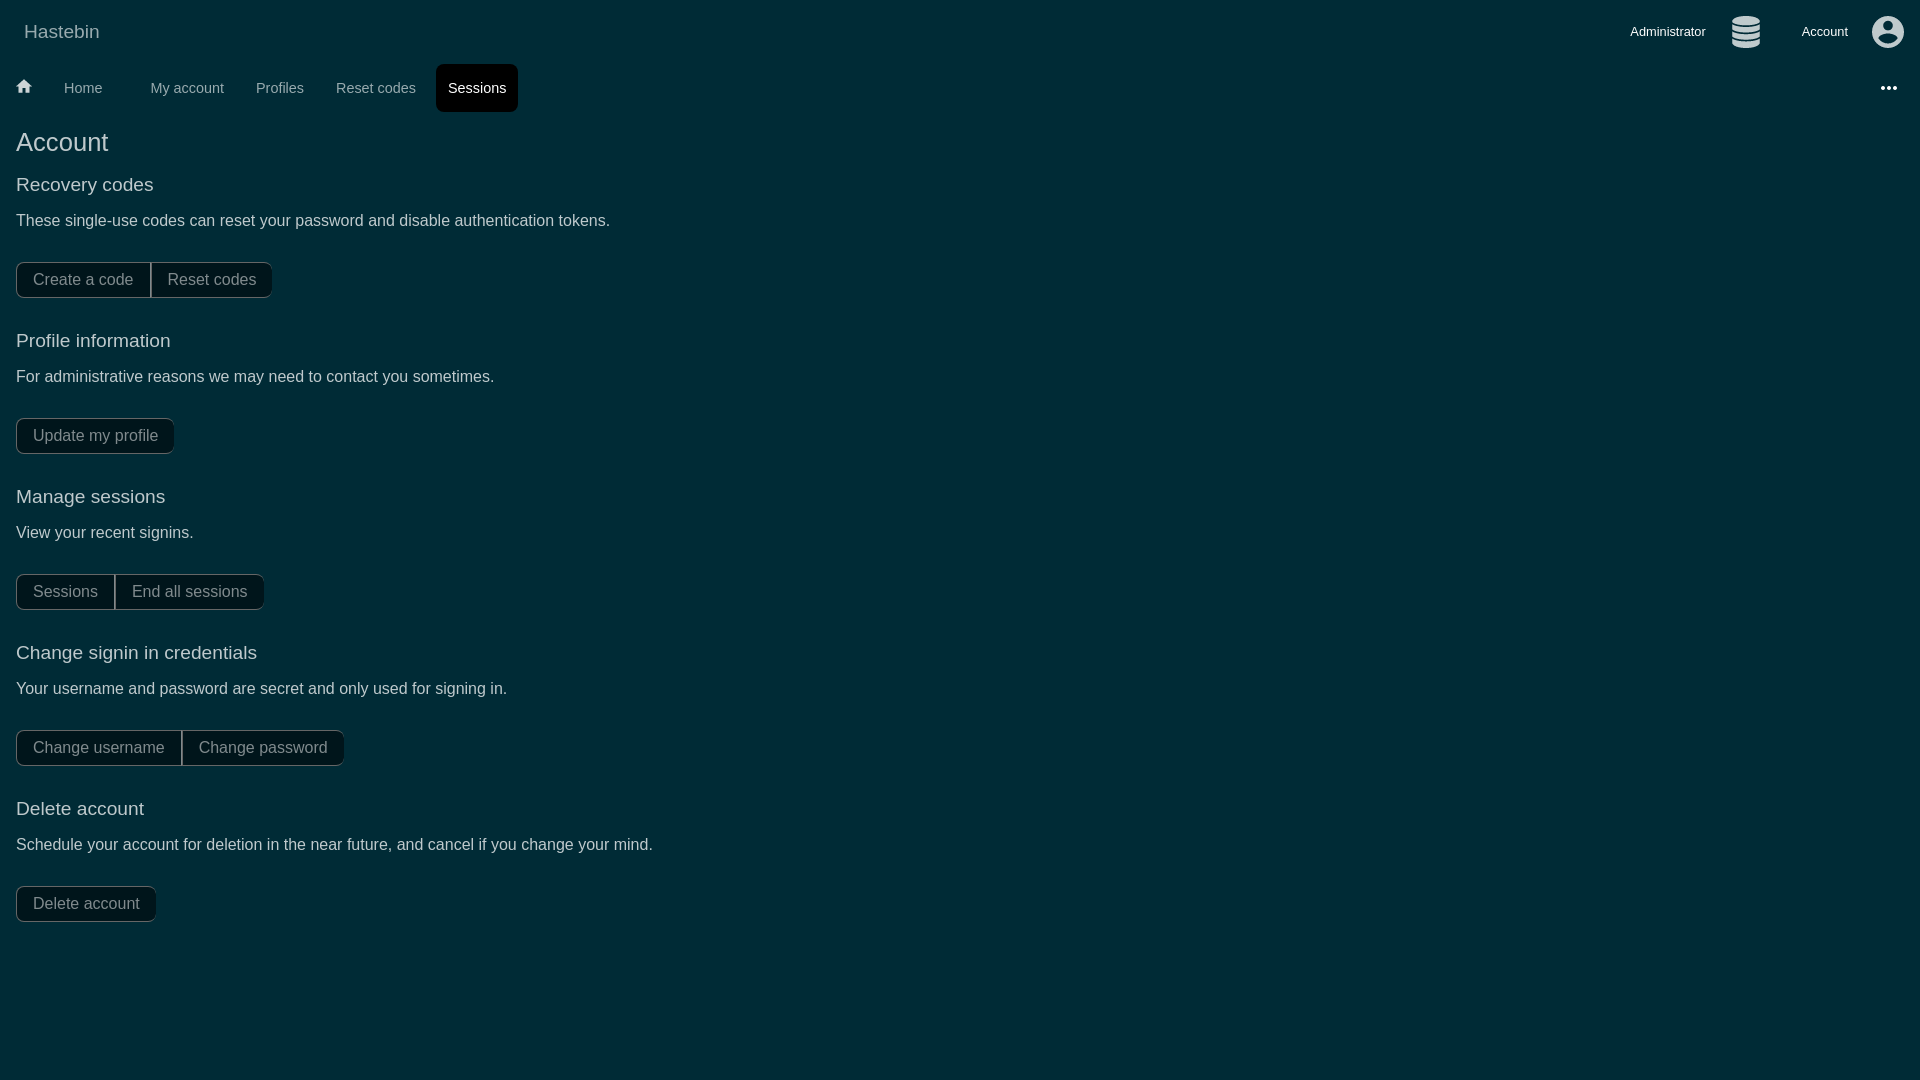 Hastebin
Administrator
Account
Home
My account
Profiles
Reset codes
Sessions
Account
Recovery codes
These single-use codes can reset your password and disable authentication tokens.
Create a code
Reset codes
Profile information
For administrative reasons we may need to contact you sometimes.
Update my profile
Manage sessions
View your recent signins.
Sessions
End all sessions
Change signin in credentials
Your username and password are secret and only used for signing in.
Change username
Change password
Delete account
Schedule your account for deletion in the near future, and cancel if you change your mind.
Delete account